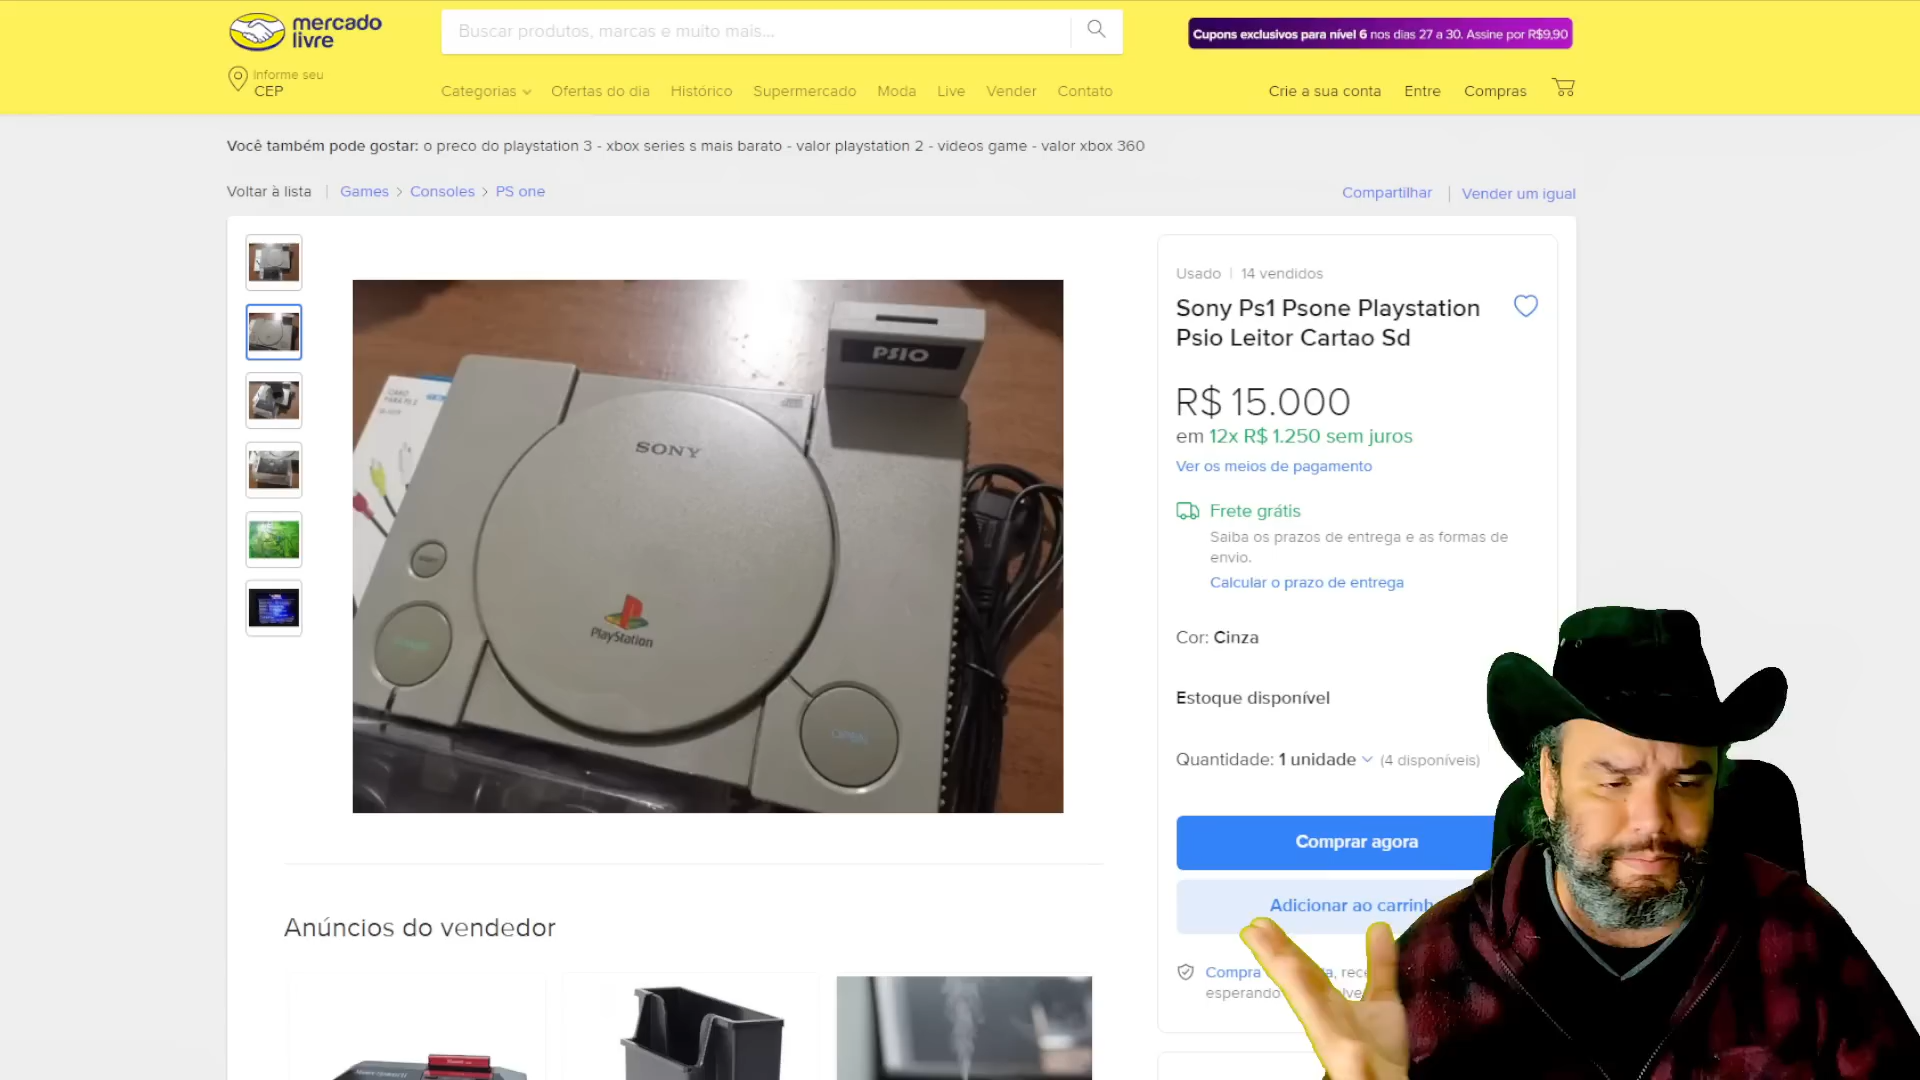 mercado
livre
Buscar produtos, marcas e muito mais...
Cupons exclusivos para nível 6 nos dias 27 a 30. Assine por R$9,90
Informe seu
CEP
Categorias
Ofertas do dia
Histórico
Supermercado
Moda
Live
Vender
Contato
Crie a sua conta
Entre
Compras
Você também pode gostar: o preco do playstation 3 - xbox series s mais barato - valor playstation 2 - videos game - valor xbox 360
Voltar à lista
Games
Consoles
PS one
Compartilhar
Vender um igual
PSIO
SONY
PlayStation
OPEN
Usado | 14 vendidos
Sony Ps1 Psone Playstation
Psio Leitor Cartao Sd
R$ 15.000
em 12x R$ 1.250 sem juros
Ver os meios de pagamento
Frete grátis
Saiba os prazos de entrega e as formas de
envio.
Calcular o prazo de entrega
Cor: Cinza
Estoque disponível
Quantidade: 1 unidade (4 disponíveis)
Comprar agora
Adicionar ao carrinh
Compra
esperando
Anúncios do vendedor